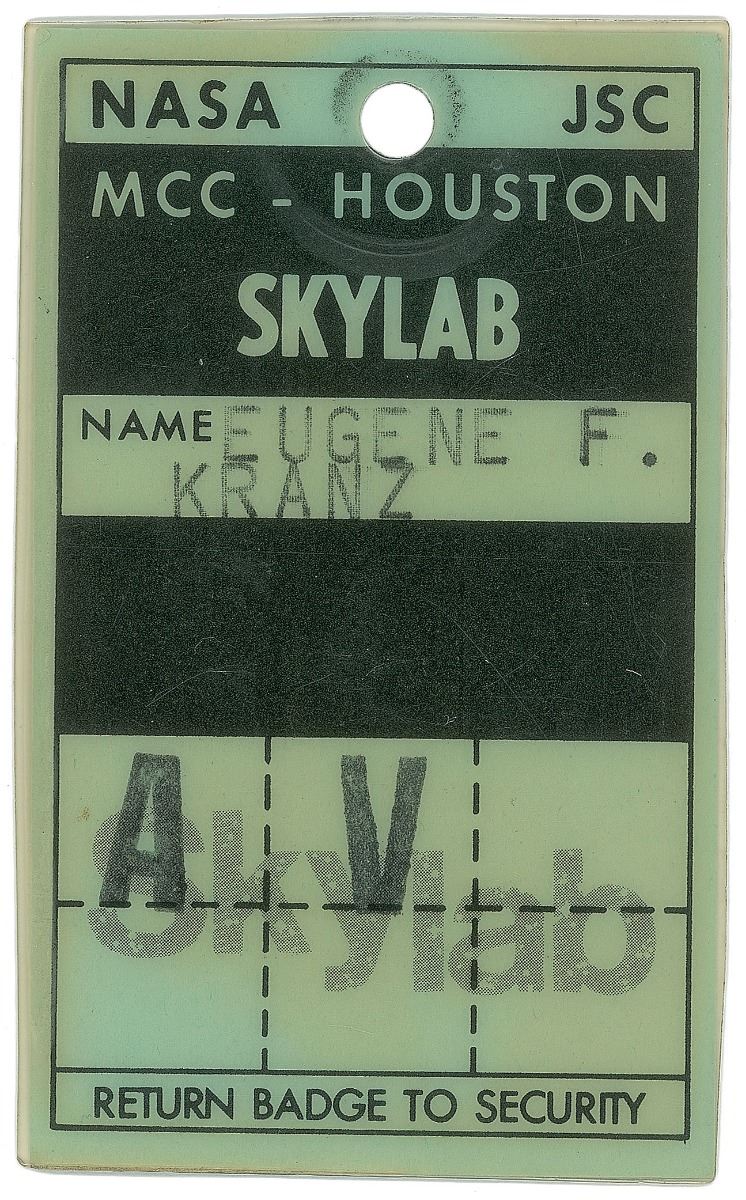 NASA JSC
MCC - HOUSTON
SKYLAB
NAME EUGENE F.
KRANZ
A V
Skylab
RETURN BADGE TO SECURITY